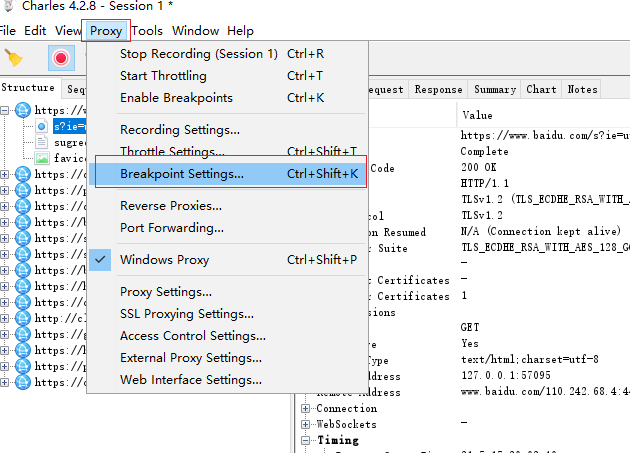 Charles 4.2.8 - Session 1 *
File Edit View Proxy Tools Window Help
Stop Recording (Session 1) Ctrl+R
Start Throttling Ctrl+T
Enable Breakpoints Ctrl+K
Recording Settings...
Throttle Settings... Ctrl+Shift+T
Breakpoint Settings... Ctrl+Shift+K
Reverse Proxies...
Port Forwarding...
Windows Proxy Ctrl+Shift+P
Proxy Settings...
SSL Proxying Settings...
Access Control Settings...
External Proxy Settings...
Web Interface Settings...
Structure Seq
https://w
s?ie=u
sugre
favic
https://
https://
https://
https://
https://
https://
https://
https://
https://
http://cl
https://g
https://
https://
https://
equest Response Summary Chart Notes
Value
https://www.baidu.com/s?ie=u
Complete
Code 200 OK
HTTP/1.1
TLSv1.2 (TLS_ECDHE_RSA_WITH_
col TLSv1.2
on Resumed N/A (Connection kept alive)
r Suite TLS_ECDHE_RSA_WITH_AES_128_G
–
r Certificates –
r Certificates 1
sions
GET
e Yes
Type text/html;charset=utf-8
ddress 127.0.0.1:57095
Remote Address www.baidu.com/110.242.68.4:4
Connection
WebSockets –
Timing